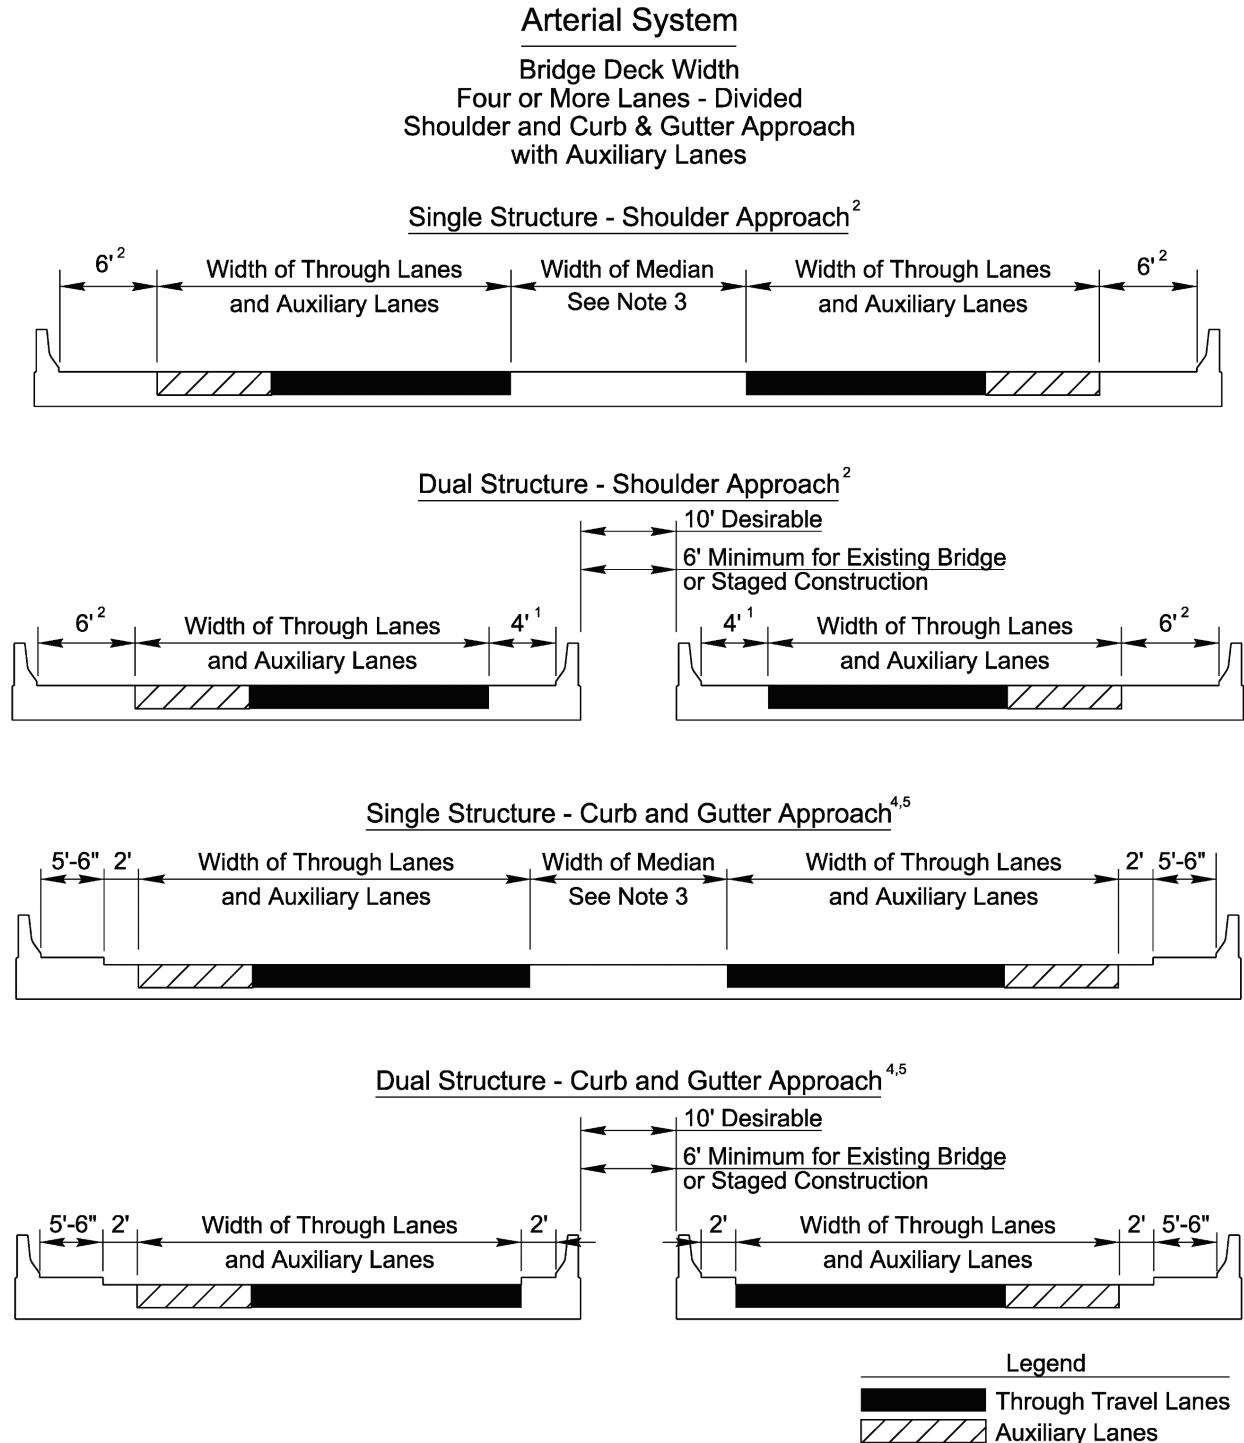 Arterial System
Bridge Deck Width
Four or More Lanes - Divided
Shoulder and Curb & Gutter Approach
with Auxiliary Lanes
Single Structure - Shoulder Approach2
6'2 Width of Through Lanes Width of Median Width of Through Lanes 6'2
and Auxiliary Lanes See Note 3 and Auxiliary Lanes
Dual Structure - Shoulder Approach2
10' Desirable
6' Minimum for Existing Bridge
or Staged Construction
6'2 Width of Through Lanes 4'1 4'1 Width of Through Lanes 6'2
and Auxiliary Lanes and Auxiliary Lanes
Single Structure - Curb and Gutter Approach4,5
5'-6" 2' Width of Through Lanes Width of Median Width of Through Lanes 2' 5'-6"
and Auxiliary Lanes See Note 3 and Auxiliary Lanes
Dual Structure - Curb and Gutter Approach4,5
10' Desirable
6' Minimum for Existing Bridge
or Staged Construction
5'-6" 2' Width of Through Lanes 2' 2' Width of Through Lanes 2' 5'-6"
and Auxiliary Lanes and Auxiliary Lanes
Legend
Through Travel Lanes
Auxiliary Lanes